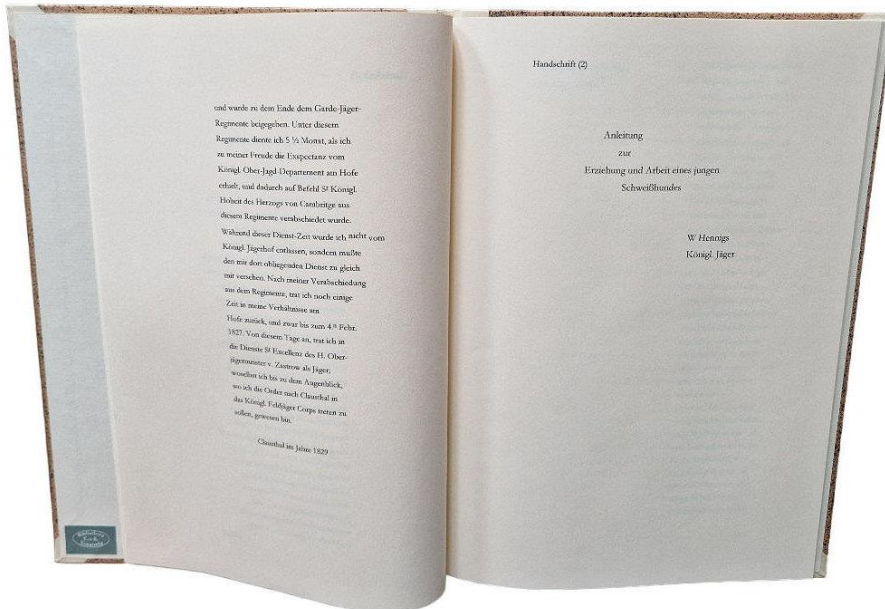 und wurde zu dem Ende dem Garde-Jäger-
Regimente beigegeben. Unter diesem
Regimente diente ich 5 ½ Monat, als ich
zu meiner Freude die Exspectanz vom
Königl. Ober-Jagd-Departement am Hofe
erhielt, und dadurch auf Befehl Sr Königl.
Hoheit des Herzogs von Cambritge aus
diesem Regimente verabschiedet wurde.
Während dieser Dienst-Zeit wurde ich nicht vom
Königl. Jägerhof entlassen, sondern mußte
den mir dort obliegenden Dienst zu gleich
mit versehen. Nach meiner Verabschiedung
aus dem Regimente, trat ich noch einige
Zeit in meine Verhältnisse am
Hofe zurück, und zwar bis zum 4.tn Febr.
1827. Von diesem Tage an, trat ich in
die Dienste Sr Excellenz des H. Ober-
jägermeister v. Zastrow als Jäger;
woselbst ich bis zu dem Augenblick,
wo ich die Order nach Clausthal in
das Königl. Feldjäger Corps treten zu
sollen, gewesen bin.
Clausthal im Jahre 1829
Handschrift (2)
Anleitung
zur
Erziehung und Arbeit eines jungen
Schweißhundes
W Hennigs
Königl. Jäger